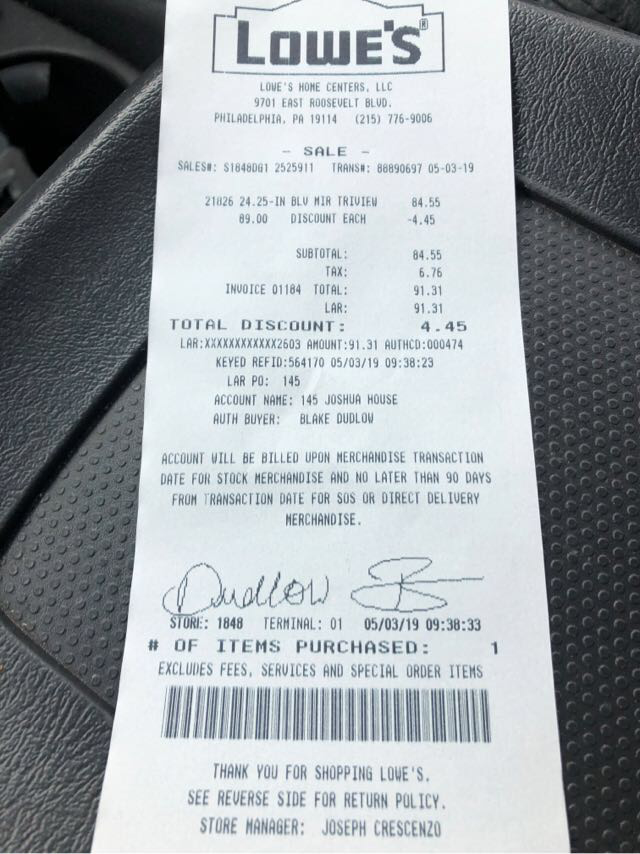 LOWE'S®
LOWE'S HOME CENTERS, LLC
9701 EAST ROOSEVELT BLVD.
PHILADELPHIA, PA 19114 (215) 776-9006
- SALE -
SALES#: S1848DG1 2525911 TRANS#: 88890697 05-03-19
21826 24.25-IN BLV MIR TRIVIEW 84.55
89.00 DISCOUNT EACH -4.45
SUBTOTAL: 84.55
TAX: 6.76
INVOICE 01184 TOTAL: 91.31
LAR: 91.31
TOTAL DISCOUNT: 4.45
LAR:XXXXXXXXXXXX2603 AMOUNT:91.31 AUTHCD:000474
KEYED REFID:564170 05/03/19 09:38:23
LAR PO: 145
ACCOUNT NAME: 145 JOSHUA HOUSE
AUTH BUYER: BLAKE DUDLOW
ACCOUNT WILL BE BILLED UPON MERCHANDISE TRANSACTION
DATE FOR STOCK MERCHANDISE AND NO LATER THAN 90 DAYS
FROM TRANSACTION DATE FOR SOS OR DIRECT DELIVERY
MERCHANDISE.
Dudlow
STORE: 1848 TERMINAL: 01 05/03/19 09:38:33
# OF ITEMS PURCHASED: 1
EXCLUDES FEES, SERVICES AND SPECIAL ORDER ITEMS
THANK YOU FOR SHOPPING LOWE'S.
SEE REVERSE SIDE FOR RETURN POLICY.
STORE MANAGER: JOSEPH CRESCENZO